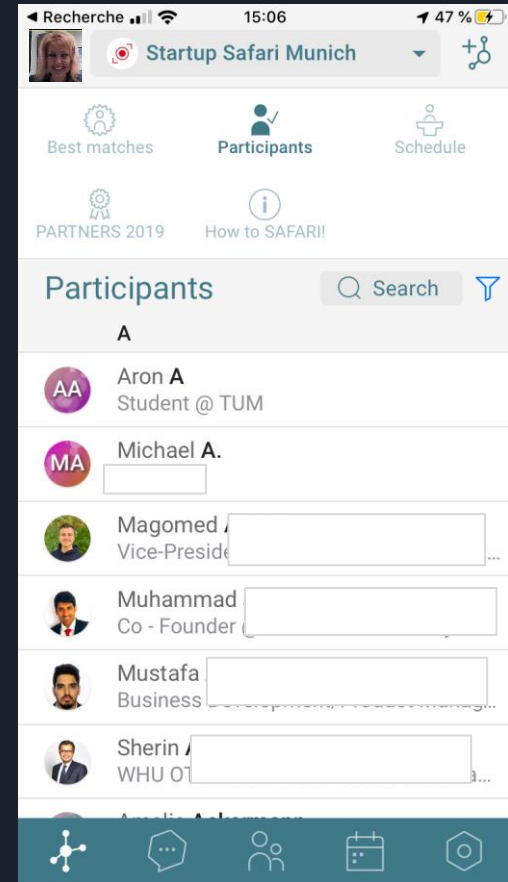 ◀ Recherche 15:06 47 %
Startup Safari Munich
Best matches Participants Schedule
PARTNERS 2019 How to SAFARI!
Participants Search
A
AA Aron A
Student @ TUM
MA Michael A.
Magomed
Vice-Preside
Muhammad
Co - Founder
Mustafa
Business
Sherin
WHU